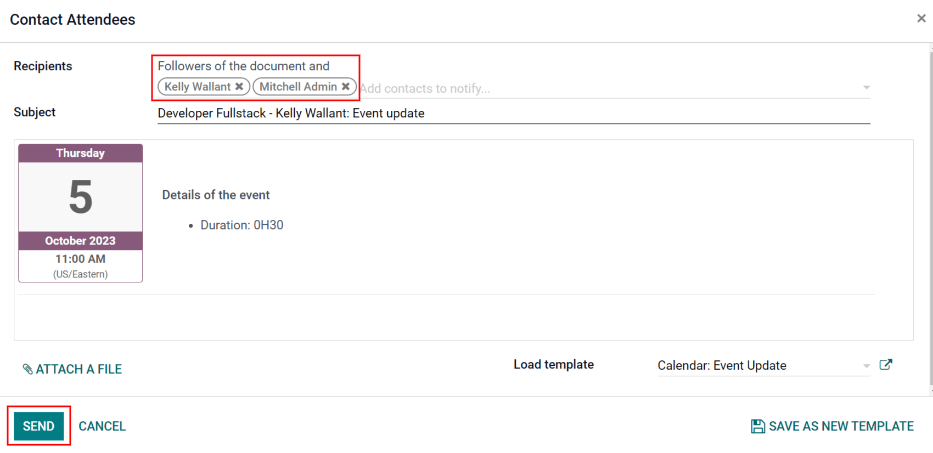 Contact Attendees ×
Recipients Followers of the document and
Kelly Wallant ✖ Mitchell Admin ✖ Add contacts to notify...
Subject Developer Fullstack - Kelly Wallant: Event update
Thursday
5
October 2023
11:00 AM
(US/Eastern)
Details of the event
• Duration: 0H30
ATTACH A FILE
Load template Calendar: Event Update
SEND CANCEL SAVE AS NEW TEMPLATE